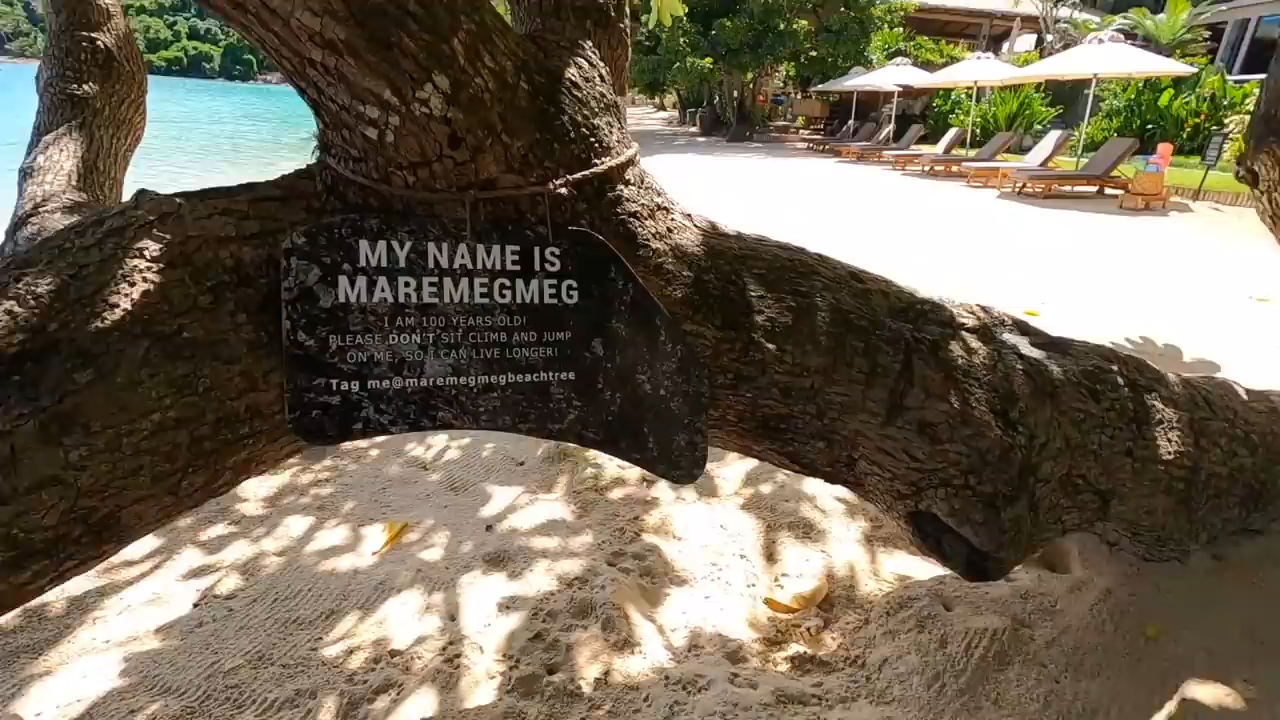 MY NAME IS
MAREMEGMEG
I AM 100 YEARS OLD!
PLEASE DON'T SIT CLIMB AND JUMP
ON ME, SO I CAN LIVE LONGER!
Tag me@maremegmegbeachtree